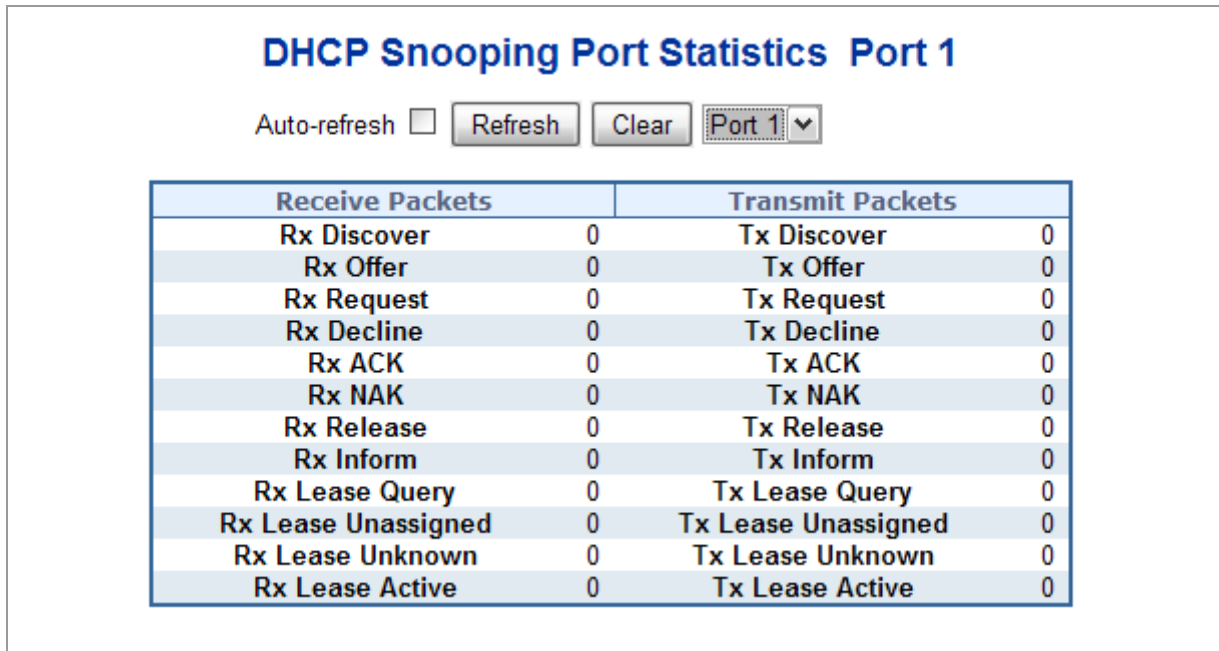 DHCP Snooping Port Statistics Port 1
Auto-refresh Refresh Clear Port 1
Receive Packets Transmit Packets
Rx Discover 0 Tx Discover 0
Rx Offer 0 Tx Offer 0
Rx Request 0 Tx Request 0
Rx Decline 0 Tx Decline 0
Rx ACK 0 Tx ACK 0
Rx NAK 0 Tx NAK 0
Rx Release 0 Tx Release 0
Rx Inform 0 Tx Inform 0
Rx Lease Query 0 Tx Lease Query 0
Rx Lease Unassigned 0 Tx Lease Unassigned 0
Rx Lease Unknown 0 Tx Lease Unknown 0
Rx Lease Active 0 Tx Lease Active 0